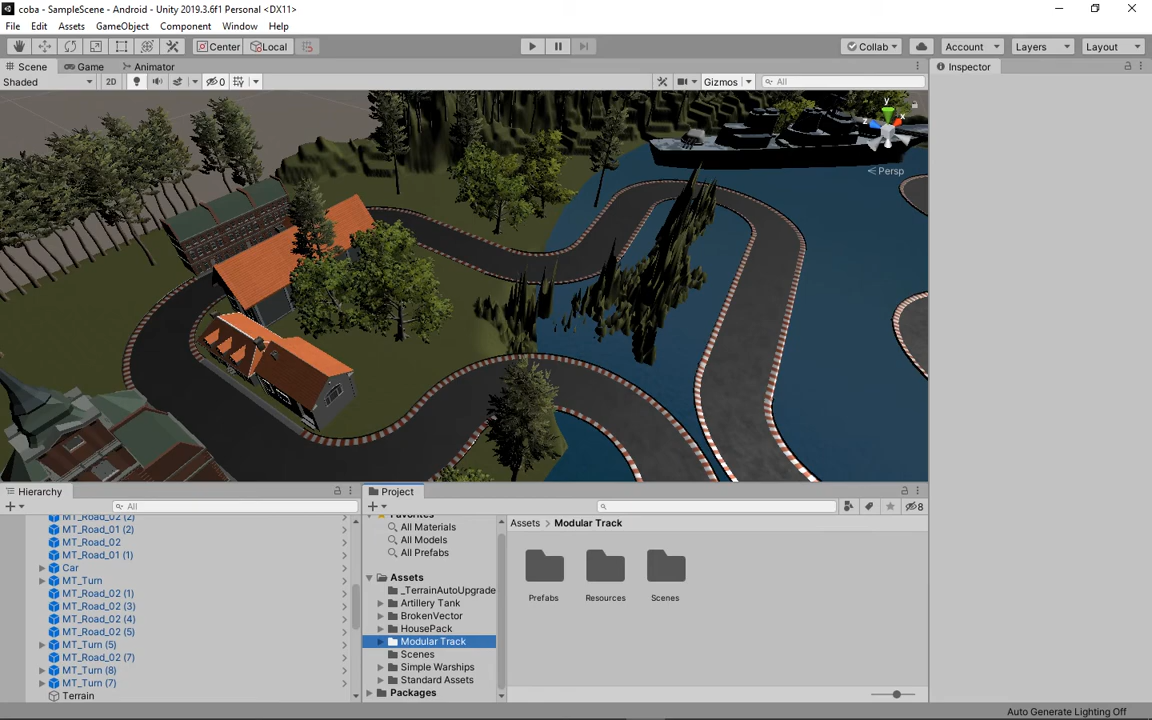 coba - SampleScene - Android - Unity 2019.3.6f1 Personal <DX11>
File Edit Assets GameObject Component Window Help
Center Local Collab Account Layers Layout
Scene Game Animator Inspector
Shaded 2D 0 Gizmos All
y
z x
< Persp
Hierarchy Project
All 8
MT_Road_02 (2)
MT_Road_01 (2)
MT_Road_02
MT_Road_01 (1)
Car
MT_Turn
MT_Road_02 (1)
MT_Road_02 (3)
MT_Road_02 (4)
MT_Road_02 (5)
MT_Turn (5)
MT_Road_02 (7)
MT_Turn (8)
MT_Turn (7)
Terrain
Favorites
All Materials
All Models
All Prefabs
Assets
_TerrainAutoUpgrade
Artillery Tank
BrokenVector
HousePack
Modular Track
Scenes
Simple Warships
Standard Assets
Packages
Assets > Modular Track
Prefabs Resources Scenes
Auto Generate Lighting Off